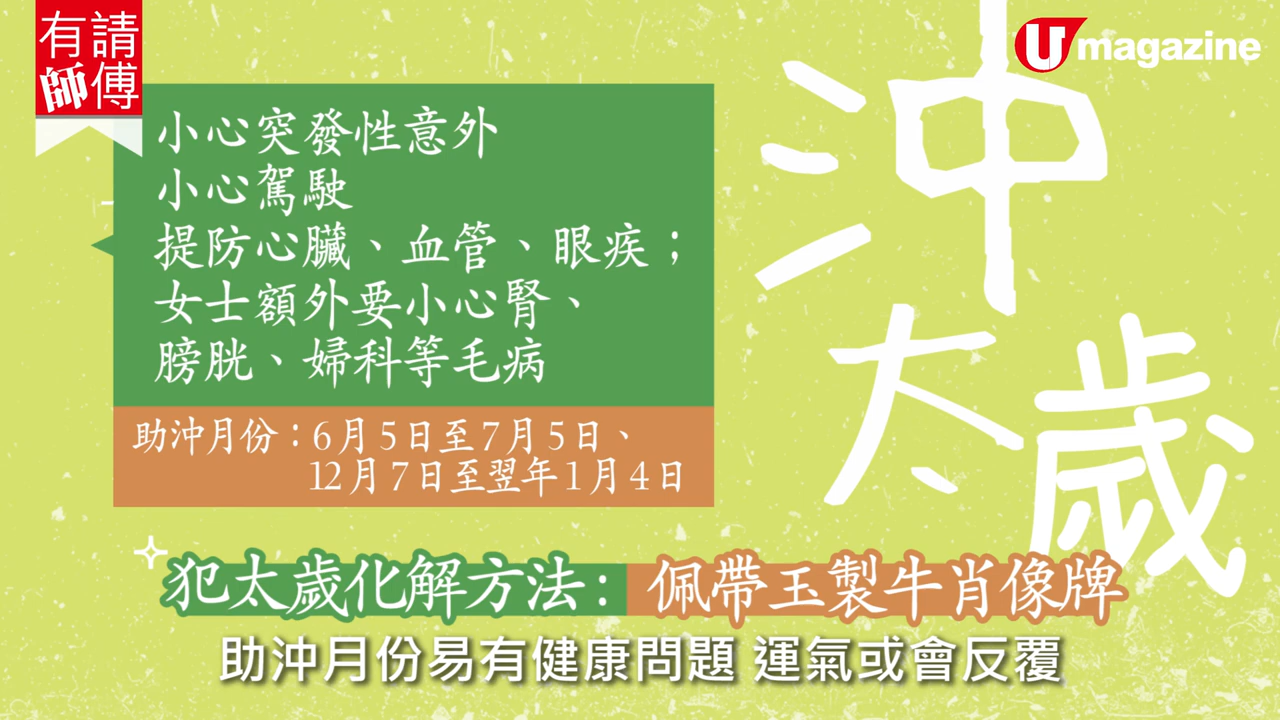 有請
師傅
U magazine
沖太歲
小心突發性意外
小心駕駛
提防心臟、血管、眼疾；
女士額外要小心腎、
膀胱、婦科等毛病
助沖月份：6月5日至7月5日、
12月7日至翌年1月4日
犯太歲化解方法：佩帶玉製牛肖像牌
助沖月份易有健康問題 運氣或會反覆